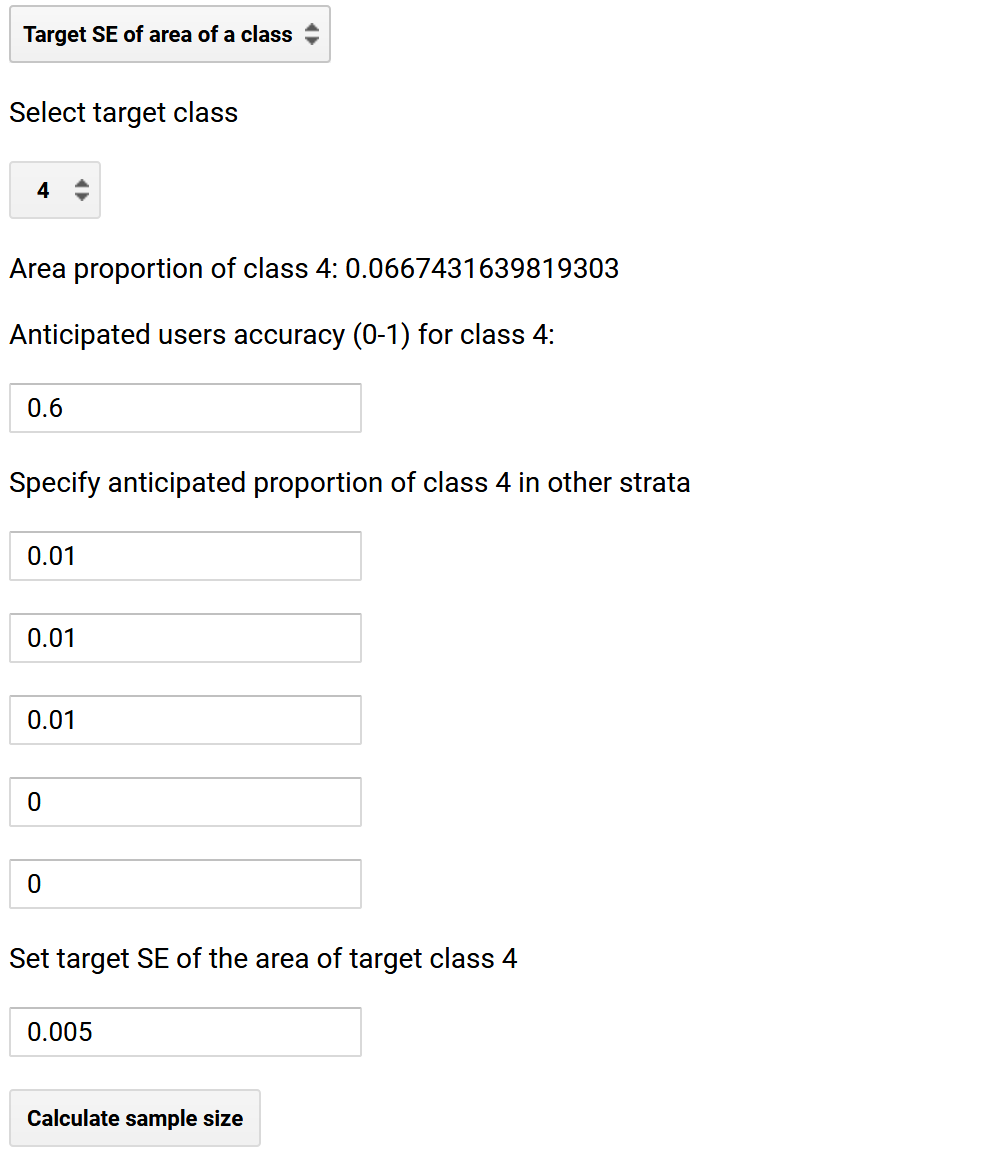 Target SE of area of a class
Select target class
4
Area proportion of class 4: 0.0667431639819303
Anticipated users accuracy (0-1) for class 4:
0.6
Specify anticipated proportion of class 4 in other strata
0.01
0.01
0.01
0
0
Set target SE of the area of target class 4
0.005
Calculate sample size